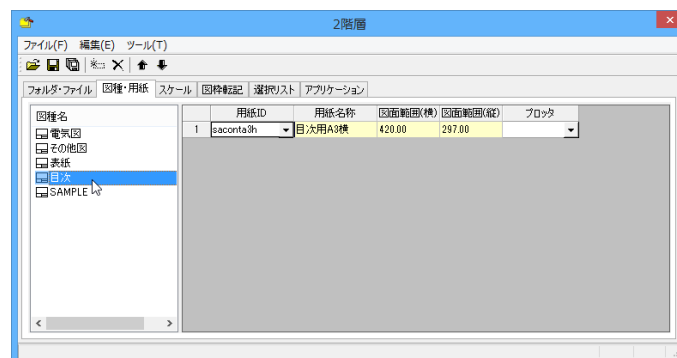 2階層
ファイル(F) 編集(E) ツール(T)
フォルダ・ファイル 図種・用紙 スケール 図枠転記 選択リスト アプリケーション
図種名
電気図
その他図
表紙
目次
SAMPLE
用紙ID 用紙名称 図面範囲(横) 図面範囲(縦) プロッタ
1 saconta3h 目次用A3横 420.00 297.00